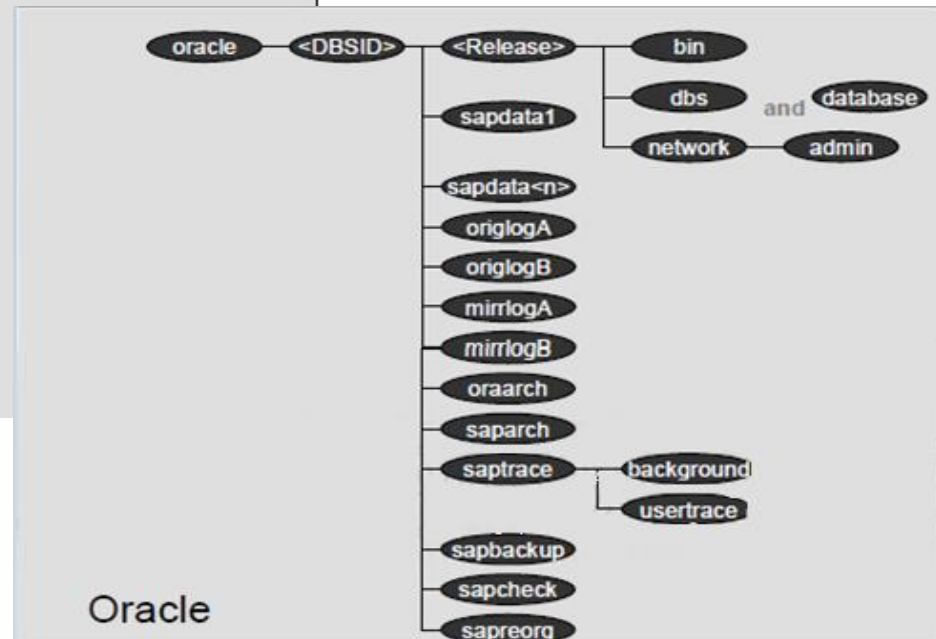 oracle <DBSID> <Release> bin
dbs and database
sapdata1
network admin
sapdata<n>
origlogA
origlogB
mirrlogA
mirrlogB
oraarch
saparch
saptrace background
usertrace
sapbackup
sapcheck
Oracle
sapreorg